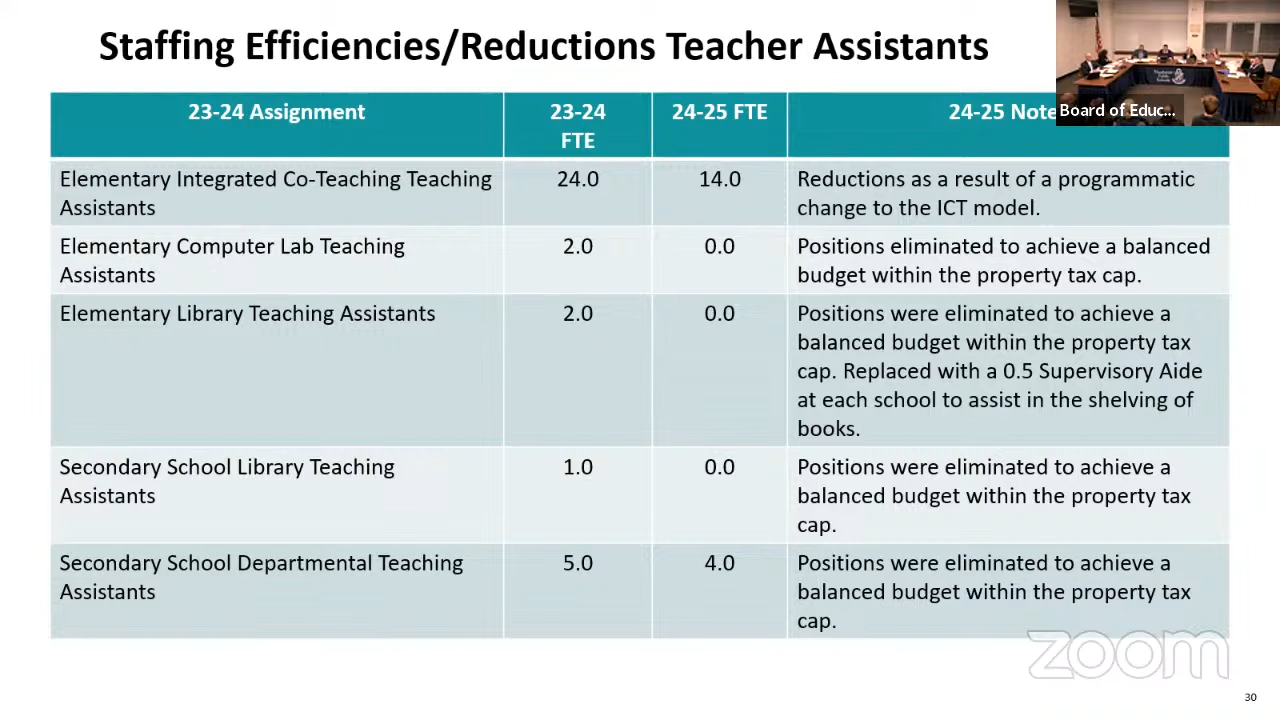 Staffing Efficiencies/Reductions Teacher Assistants
Board of Educ...
23-24 Assignment
23-24
FTE
24-25 FTE
24-25 Note
Elementary Integrated Co-Teaching Teaching
Assistants
24.0
14.0
Reductions as a result of a programmatic
change to the ICT model.
Elementary Computer Lab Teaching
Assistants
2.0
0.0
Positions eliminated to achieve a balanced
budget within the property tax cap.
Elementary Library Teaching Assistants
2.0
0.0
Positions were eliminated to achieve a
balanced budget within the property tax
cap. Replaced with a 0.5 Supervisory Aide
at each school to assist in the shelving of
books.
Secondary School Library Teaching
Assistants
1.0
0.0
Positions were eliminated to achieve a
balanced budget within the property tax
cap.
Secondary School Departmental Teaching
Assistants
5.0
4.0
Positions were eliminated to achieve a
balanced budget within the property tax
cap.
zoom
30